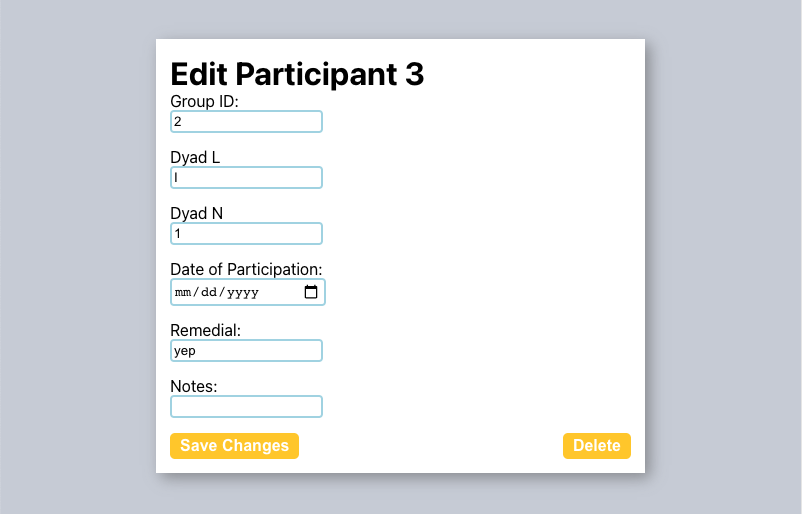 Edit Participant 3
Group ID:
2
Dyad L
l
Dyad N
1
Date of Participation:
mm/dd/yyyy
Remedial:
yep
Notes:
Save Changes Delete